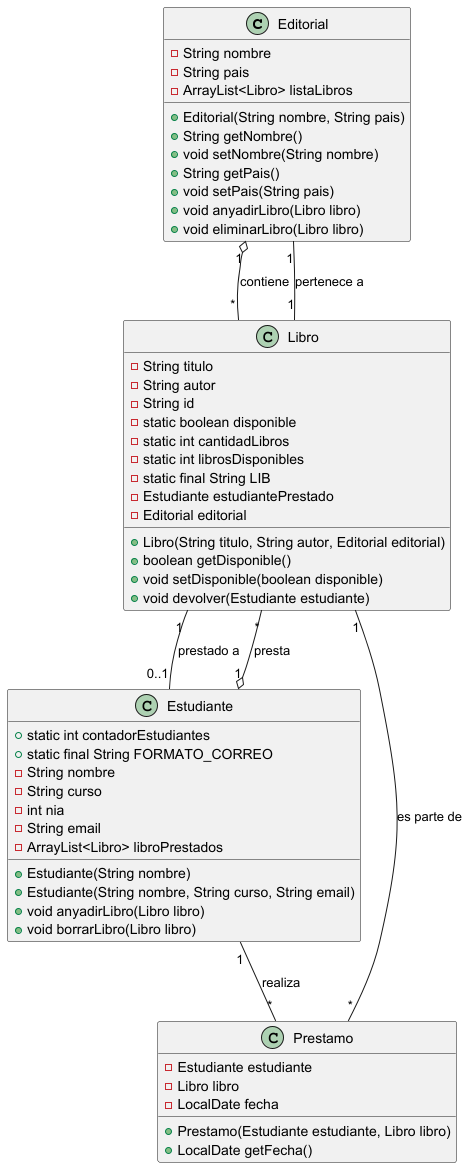 C Editorial
String nombre
String pais
ArrayList<Libro> listaLibros
Editorial(String nombre, String pais)
String getNombre()
void setNombre(String nombre)
String getPais()
void setPais(String pais)
void anyadirLibro(Libro libro)
void eliminarLibro(Libro libro)
1 1
contiene pertenece a
* 1
C Libro
String titulo
String autor
String id
static boolean disponible
static int cantidadLibros
static int librosDisponibles
static final String LIB
Estudiante estudiantePrestado
Editorial editorial
Libro(String titulo, String autor, Editorial editorial)
boolean getDisponible()
void setDisponible(boolean disponible)
void devolver(Estudiante estudiante)
1 * 1
prestado a presta
0..1 1
C Estudiante
static int contadorEstudiantes
static final String FORMATO_CORREO
String nombre
String curso
int nia
String email
ArrayList<Libro> libroPrestados
Estudiante(String nombre)
Estudiante(String nombre, String curso, String email)
void anyadirLibro(Libro libro)
void borrarLibro(Libro libro)
es parte de
1
realiza
* *
C Prestamo
Estudiante estudiante
Libro libro
LocalDate fecha
Prestamo(Estudiante estudiante, Libro libro)
LocalDate getFecha()